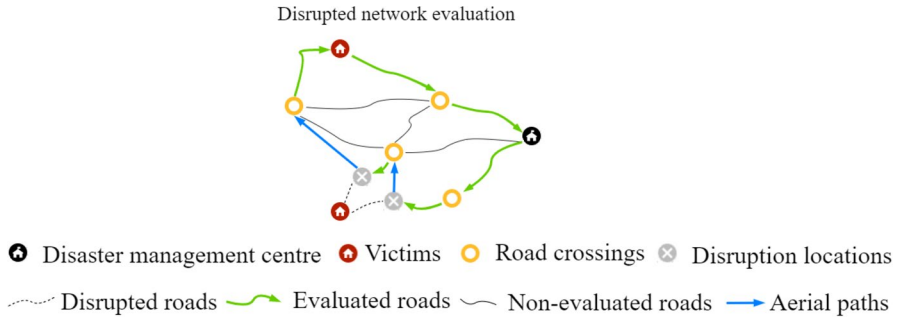 Disrupted network evaluation
Disaster management centre Victims Road crossings Disruption locations
Disrupted roads Evaluated roads Non-evaluated roads Aerial paths